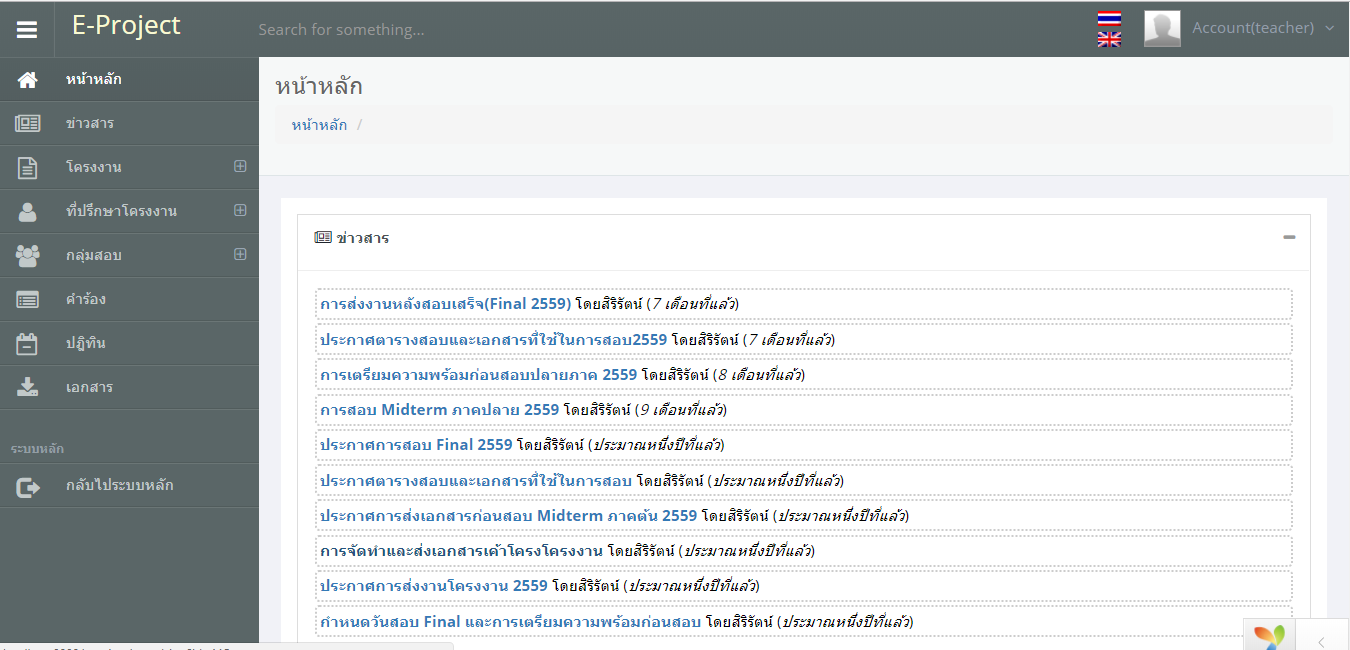 E-Project
Search for something...
Account(teacher)
หน้าหลัก
ข่าวสาร
โครงงาน
ที่ปรึกษาโครงงาน
กลุ่มสอบ
คำร้อง
ปฎิทิน
เอกสาร
ระบบหลัก
กลับไประบบหลัก
หน้าหลัก
หน้าหลัก /
ข่าวสาร
การส่งงานหลังสอบเสร็จ(Final 2559) โดยสิริรัตน์ (7 เดือนที่แล้ว)
ประกาศตารางสอบและเอกสารที่ใช้ในการสอบ2559 โดยสิริรัตน์ (7 เดือนที่แล้ว)
การเตรียมความพร้อมก่อนสอบปลายภาค 2559 โดยสิริรัตน์ (8 เดือนที่แล้ว)
การสอบ Midterm ภาคปลาย 2559 โดยสิริรัตน์ (9 เดือนที่แล้ว)
ประกาศการสอบ Final 2559 โดยสิริรัตน์ (ประมาณหนึ่งปีที่แล้ว)
ประกาศตารางสอบและเอกสารที่ใช้ในการสอบ โดยสิริรัตน์ (ประมาณหนึ่งปีที่แล้ว)
ประกาศการส่งเอกสารก่อนสอบ Midterm ภาคต้น 2559 โดยสิริรัตน์ (ประมาณหนึ่งปีที่แล้ว)
การจัดทำและส่งเอกสารเค้าโครงโครงงาน โดยสิริรัตน์ (ประมาณหนึ่งปีที่แล้ว)
ประกาศการส่งงานโครงงาน 2559 โดยสิริรัตน์ (ประมาณหนึ่งปีที่แล้ว)
กำหนดวันสอบ Final และการเตรียมความพร้อมก่อนสอบ โดยสิริรัตน์ (ประมาณหนึ่งปีที่แล้ว)